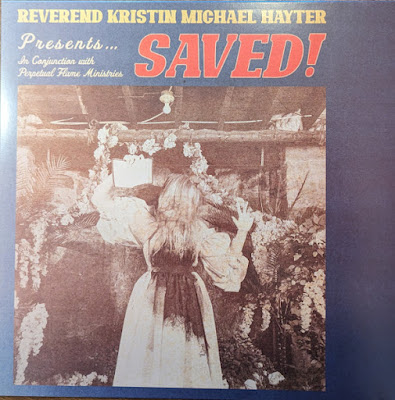 REVEREND KRISTIN MICHAEL HAYTER
Presents...
In Conjunction with
Perpetual Flame Ministries
SAVED!